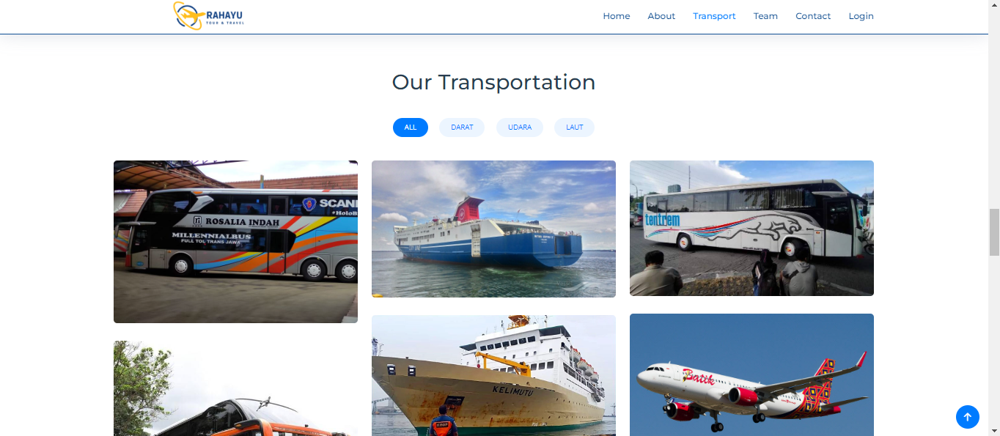 RAHAYU
TOUR & TRAVEL
Home
About
Transport
Team
Contact
Login
Our Transportation
ALL
DARAT
UDARA
LAUT
SCANI
#HoloB
ROSALIA INDAH
MILLENNIALBUS
FULL TOL TRANS JAWA
tentrem
KELIMUTU
Batik